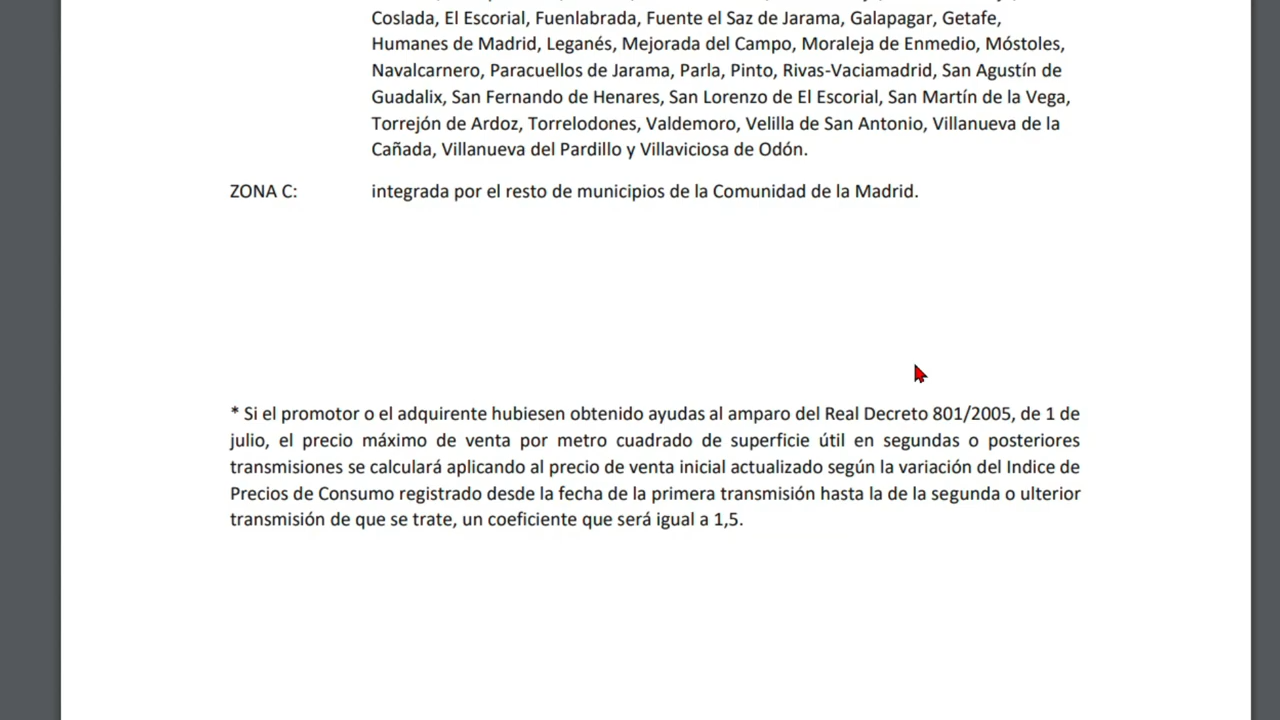 Coslada, El Escorial, Fuenlabrada, Fuente el Saz de Jarama, Galapagar, Getafe,
Humanes de Madrid, Leganés, Mejorada del Campo, Moraleja de Enmedio, Móstoles,
Navalcarnero, Paracuellos de Jarama, Parla, Pinto, Rivas-Vaciamadrid, San Agustín de
Guadalix, San Fernando de Henares, San Lorenzo de El Escorial, San Martín de la Vega,
Torrejón de Ardoz, Torrelodones, Valdemoro, Velilla de San Antonio, Villanueva de la
Cañada, Villanueva del Pardillo y Villaviciosa de Odón.
ZONA C: integrada por el resto de municipios de la Comunidad de la Madrid.
* Si el promotor o el adquirente hubiesen obtenido ayudas al amparo del Real Decreto 801/2005, de 1 de
julio, el precio máximo de venta por metro cuadrado de superficie útil en segundas o posteriores
transmisiones se calculará aplicando al precio de venta inicial actualizado según la variación del Indice de
Precios de Consumo registrado desde la fecha de la primera transmisión hasta la de la segunda o ulterior
transmisión de que se trate, un coeficiente que será igual a 1,5.